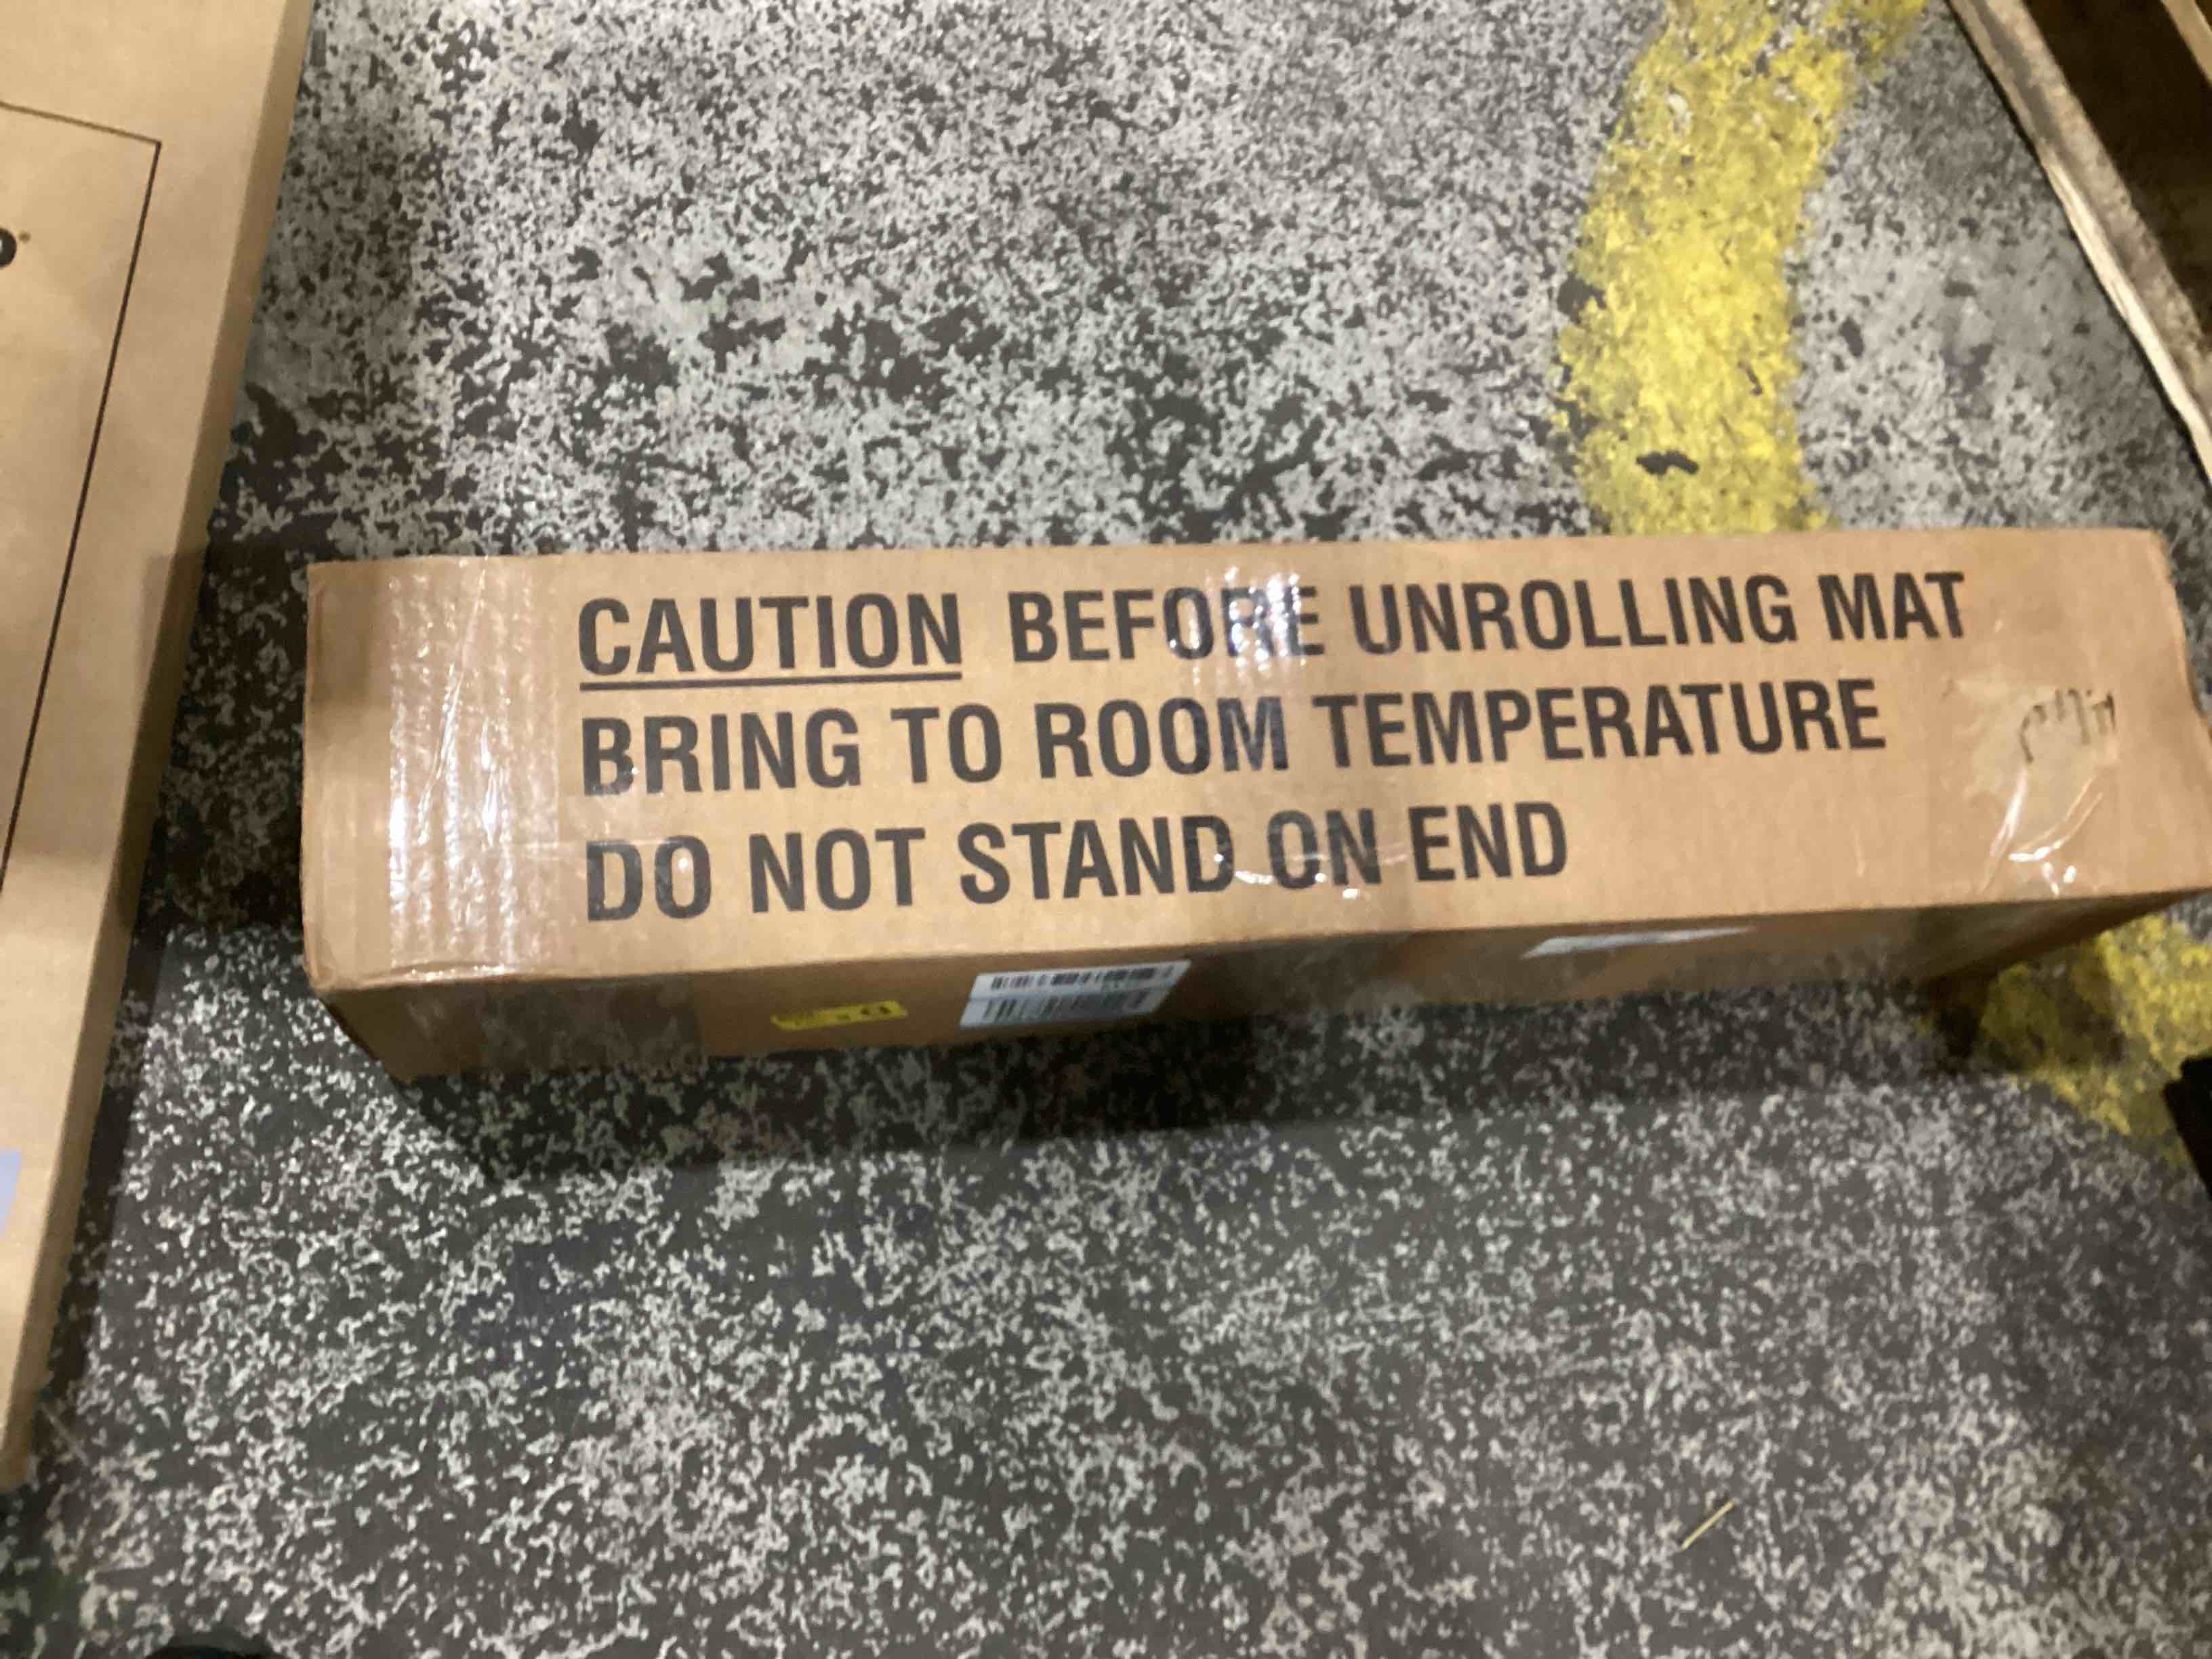 CAUTION BEFORE UNROLLING MAT
BRING TO ROOM TEMPERATURE
DO NOT STAND ON END